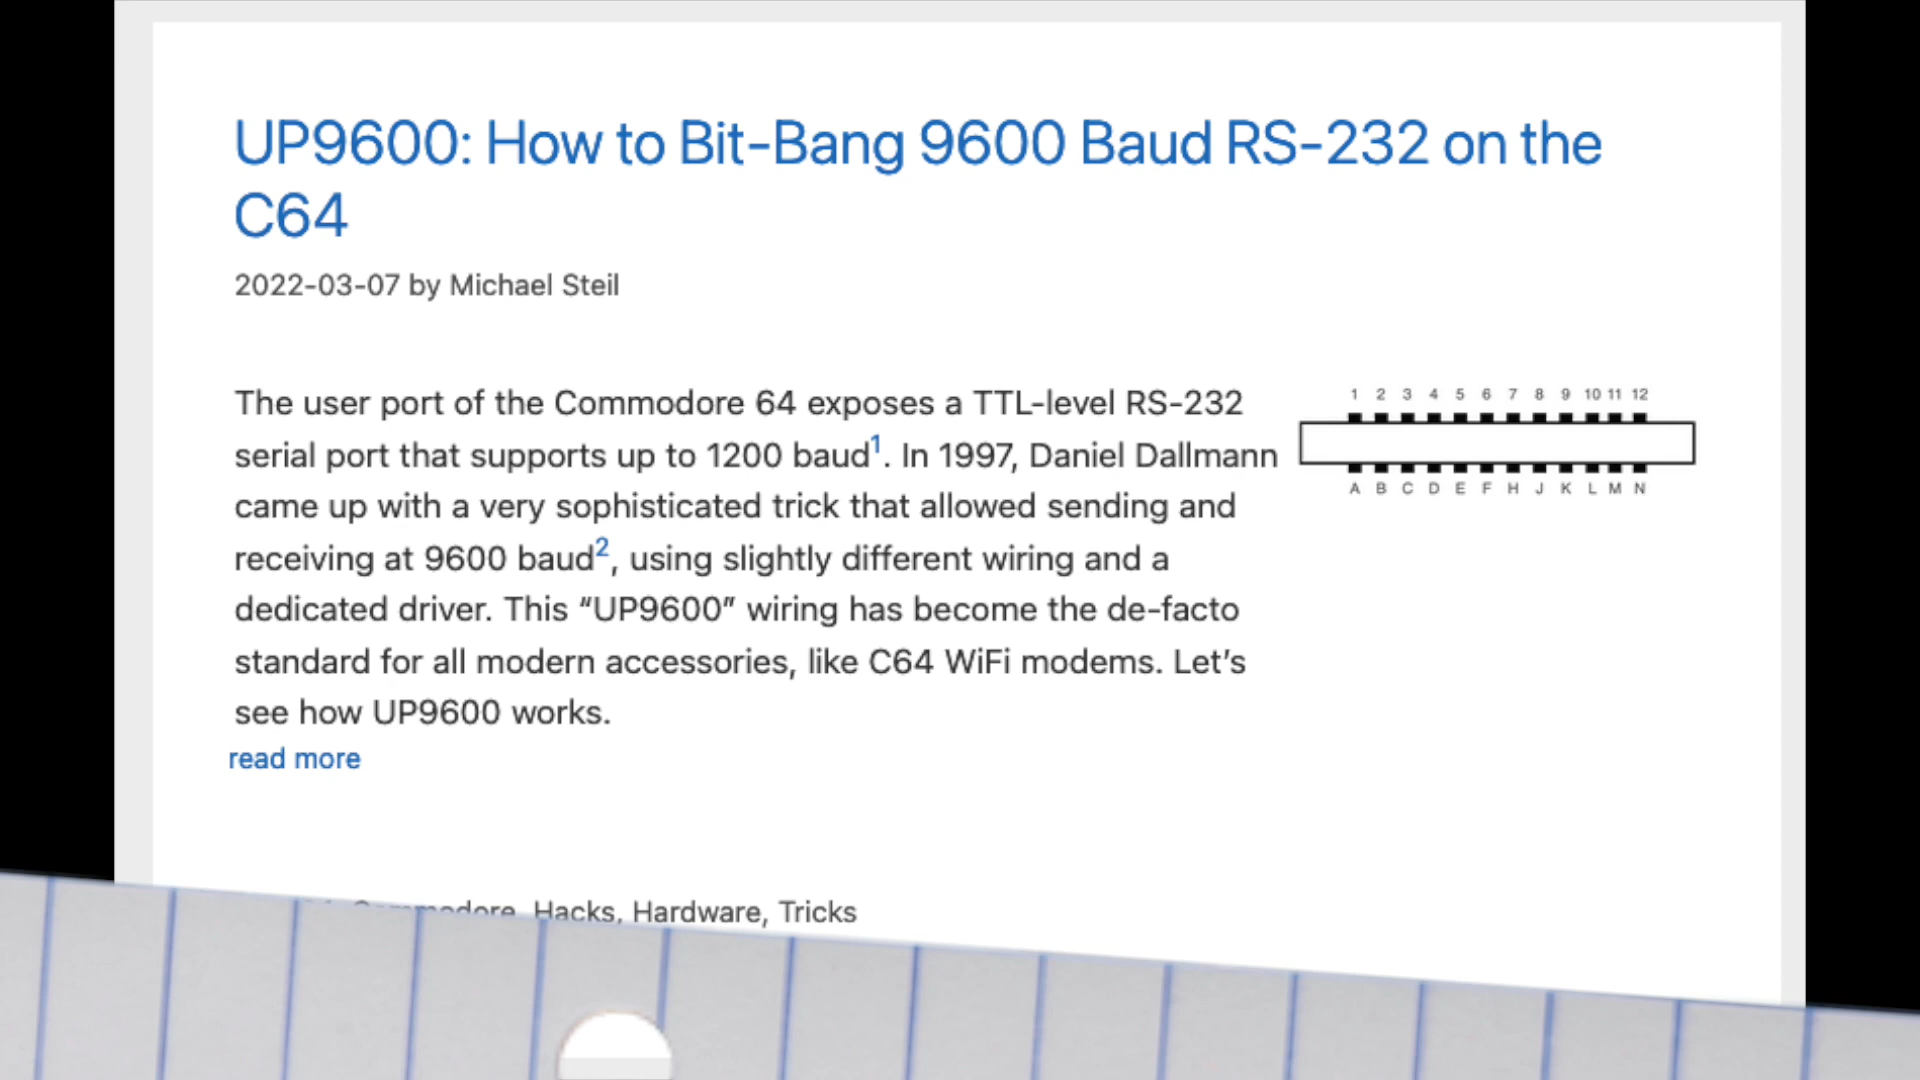 UP9600: How to Bit-Bang 9600 Baud RS-232 on the
C64
2022-03-07 by Michael Steil
The user port of the Commodore 64 exposes a TTL-level RS-232
serial port that supports up to 1200 baud1. In 1997, Daniel Dallmann
came up with a very sophisticated trick that allowed sending and
receiving at 9600 baud2, using slightly different wiring and a
dedicated driver. This “UP9600” wiring has become the de-facto
standard for all modern accessories, like C64 WiFi modems. Let’s
see how UP9600 works.
read more
1 2 3 4 5 6 7 8 9 10 11 12
A B C D E F H J K L M N
Commodore, Hacks, Hardware, Tricks